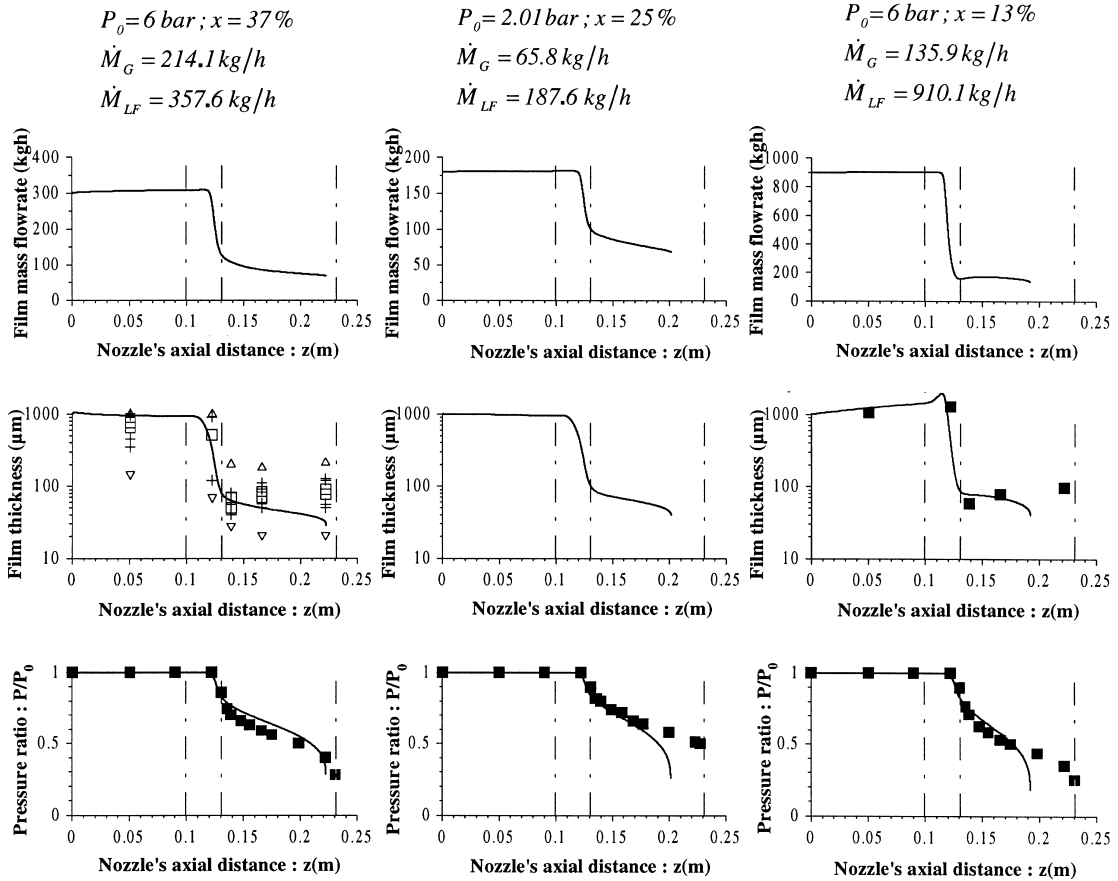 P₀ = 6 bar ; x = 37%
Ṁ_G = 214.1 kg/h
Ṁ_LF = 357.6 kg/h
P₀ = 2.01 bar ; x = 25%
Ṁ_G = 65.8 kg/h
Ṁ_LF = 187.6 kg/h
P₀ = 6 bar ; x = 13%
Ṁ_G = 135.9 kg/h
Ṁ_LF = 910.1 kg/h
Film mass flowrate (kgh)
400
300
200
100
0
0 0.05 0.1 0.15 0.2 0.25
Nozzle's axial distance : z(m)
Film mass flowrate (kgh)
200
150
100
50
0
0 0.05 0.1 0.15 0.2 0.25
Nozzle's axial distance : z(m)
Film mass flowrate (kgh)
1000
800
600
400
200
0
0 0.05 0.1 0.15 0.2 0.25
Nozzle's axial distance : z(m)
Film thickness (µm)
1000
100
10
0 0.05 0.1 0.15 0.2 0.25
Nozzle's axial distance : z(m)
Film thickness (µm)
1000
100
10
0 0.05 0.1 0.15 0.2 0.25
Nozzle's axial distance : z(m)
Film thickness (µm)
1000
100
10
0 0.05 0.1 0.15 0.2 0.25
Nozzle's axial distance : z(m)
Pressure ratio : P/P₀
1
0.5
0
0 0.05 0.1 0.15 0.2 0.25
Nozzle's axial distance : z(m)
Pressure ratio : P/P₀
1
0.5
0
0 0.05 0.1 0.15 0.2 0.25
Nozzle's axial distance : z(m)
Pressure ratio : P/P₀
1
0.5
0
0 0.05 0.1 0.15 0.2 0.25
Nozzle's axial distance : z(m)